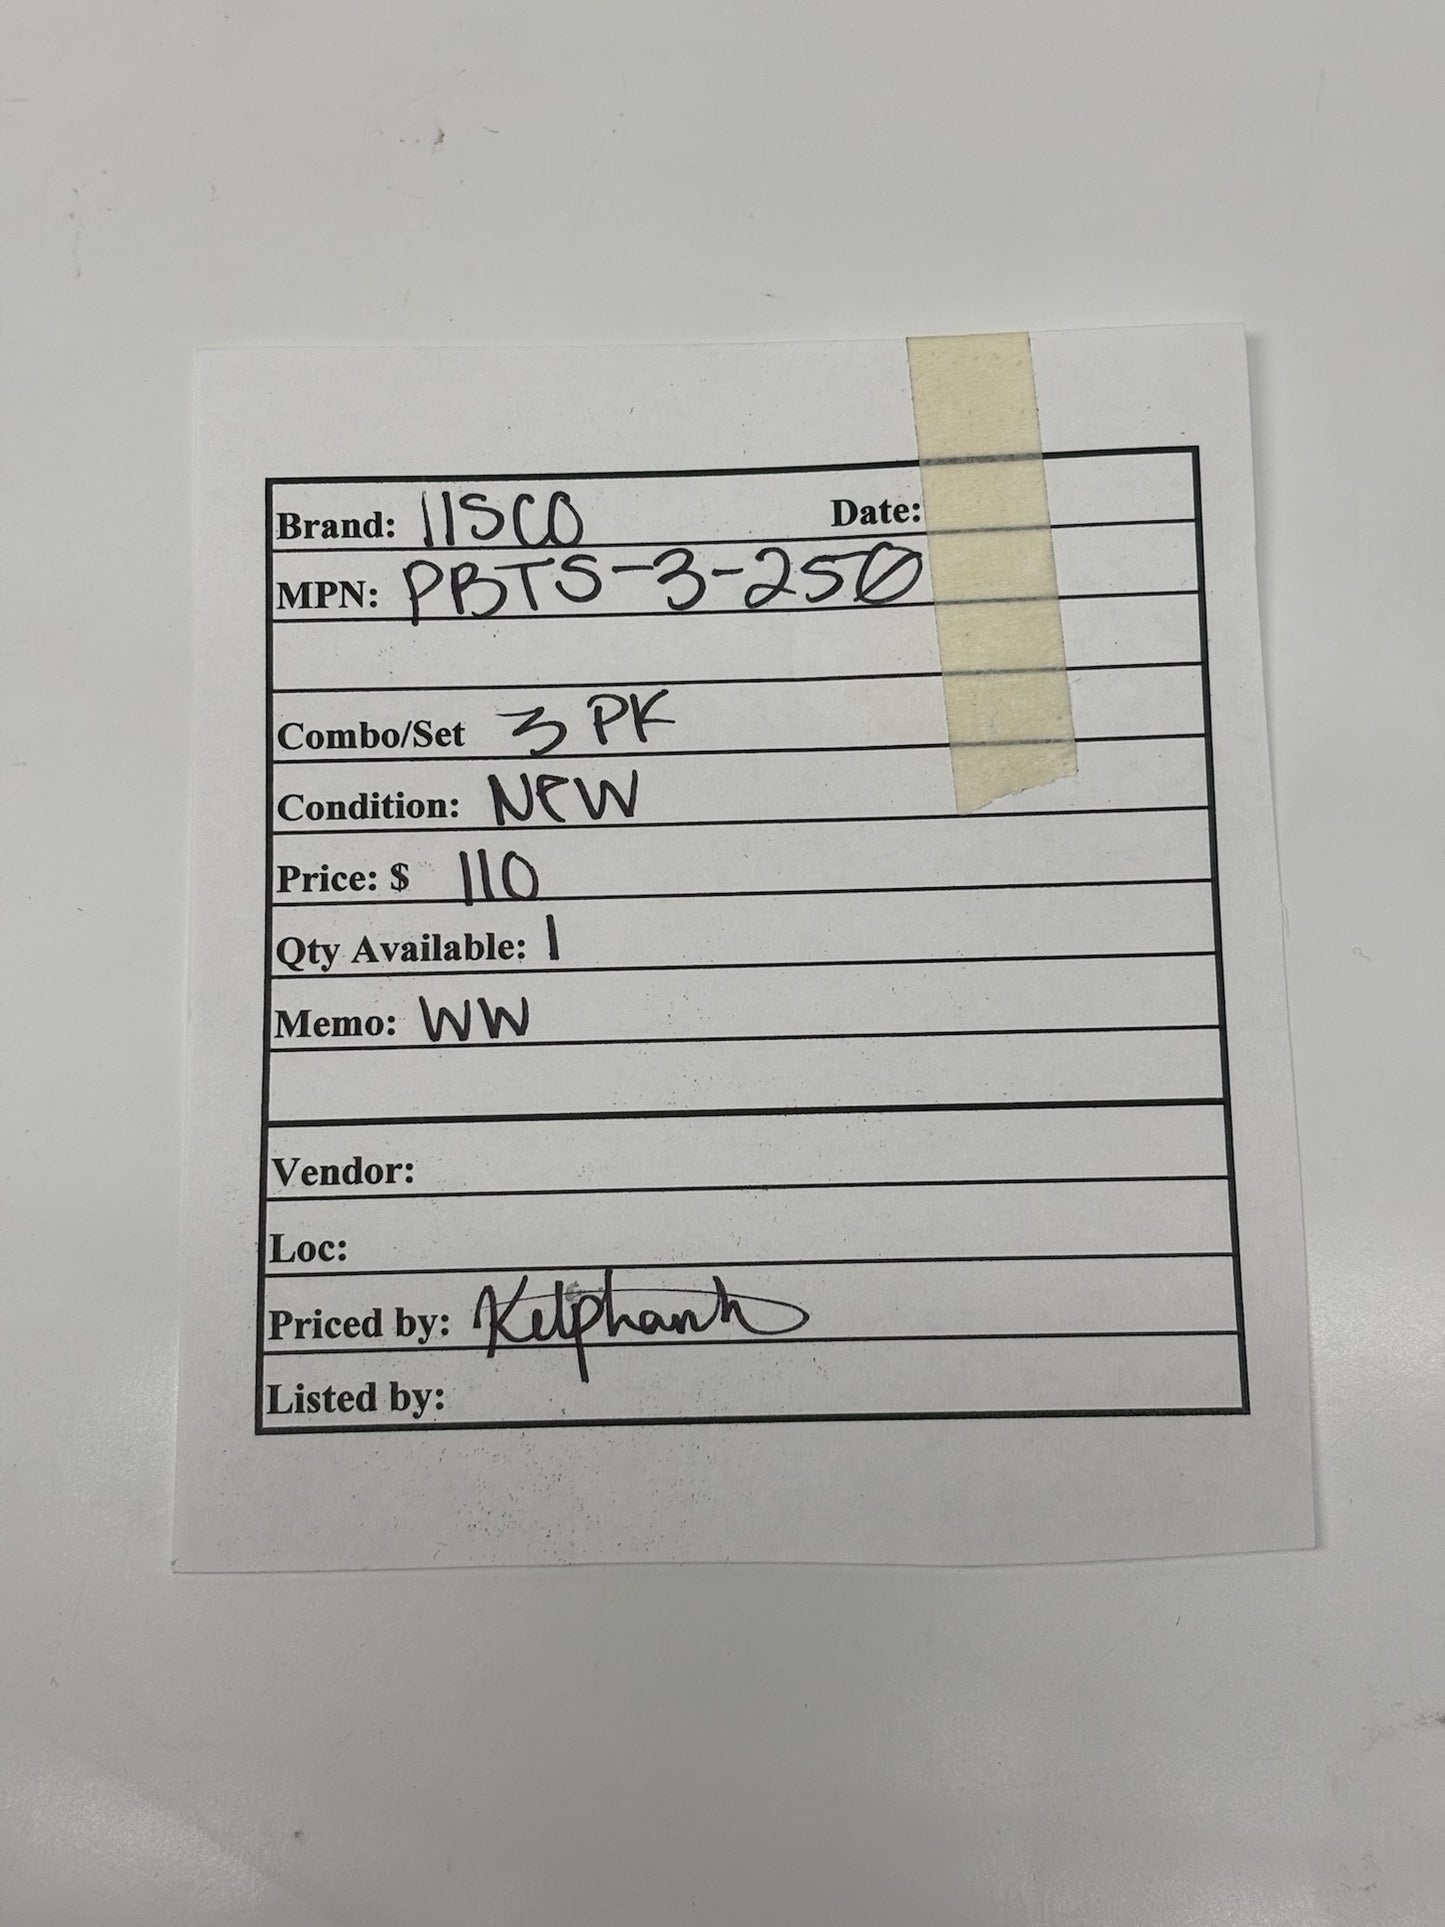 Brand: IISCO Date:
MPN: PBTS-3-250
Combo/Set 3 PK
Condition: NEW
Price: $ 110
Qty Available: 1
Memo: WW
Vendor:
Loc:
Priced by:
Listed by: